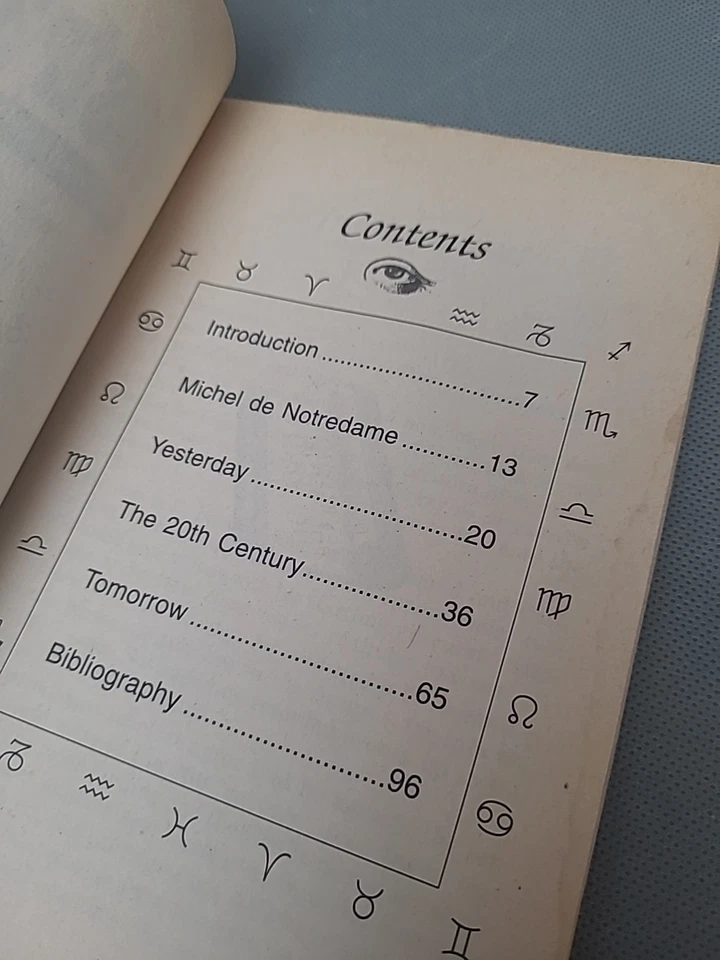 Contents
♊ ♉ ♈ ♒ ♑ ♐
♋ Introduction....................7 ♏
♌ Michel de Notredame............13 ♎
♍ Yesterday..............................20 ♍
♎ The 20th Century...................36 ♌
Tomorrow...............................65 ♋
Bibliography...........................96
♑ ♒ ♓ ♈ ♉ ♊